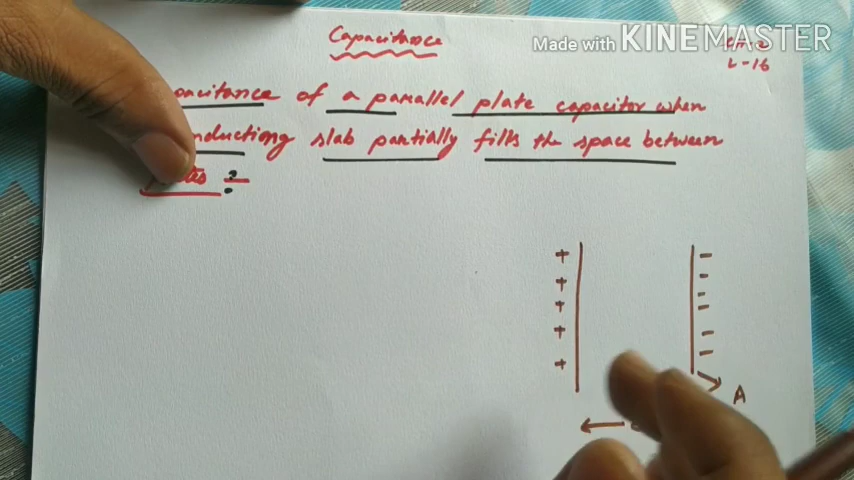 Capacitance
Made with KINEMASTER
L-16
of a parallel plate capacitor when
slab partially fills the space between
+ -
+ -
+ -
+ -
+ -
-
A